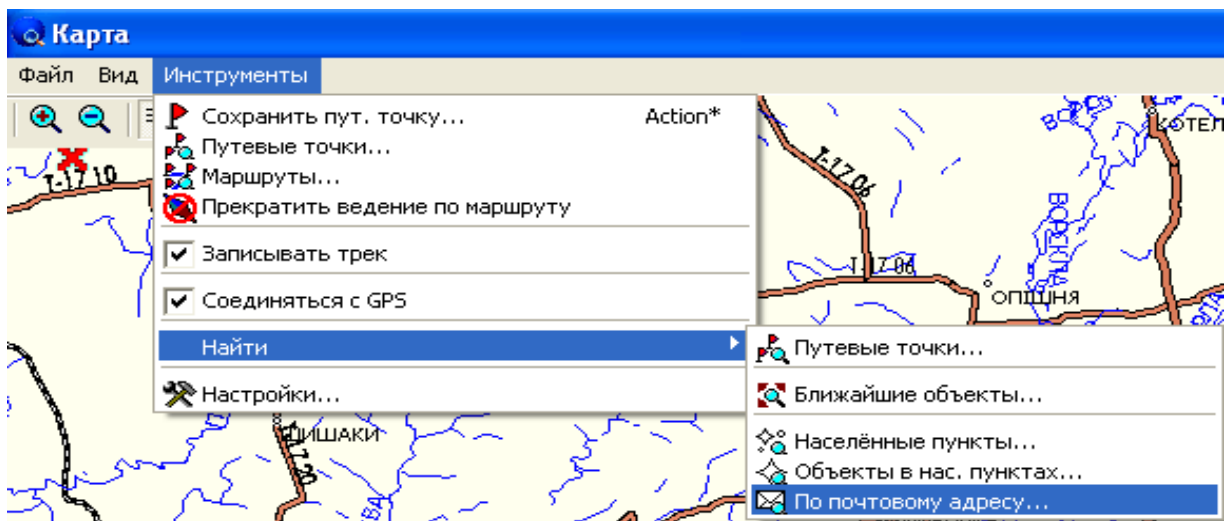 Карта
Файл Вид Инструменты
Сохранить пут. точку... Action*
Путевые точки...
Маршруты...
Прекратить ведение по маршруту
Записывать трек
Соединяться с GPS
Найти
Настройки...
Путевые точки...
Ближайшие объекты...
Населённые пункты...
Объекты в нас. пунктах...
По почтовому адресу...
Т-17 10
Т-17 06
Т-17 06
КОТЕЛ
ВОРСКЛА
ОПІШНЯ